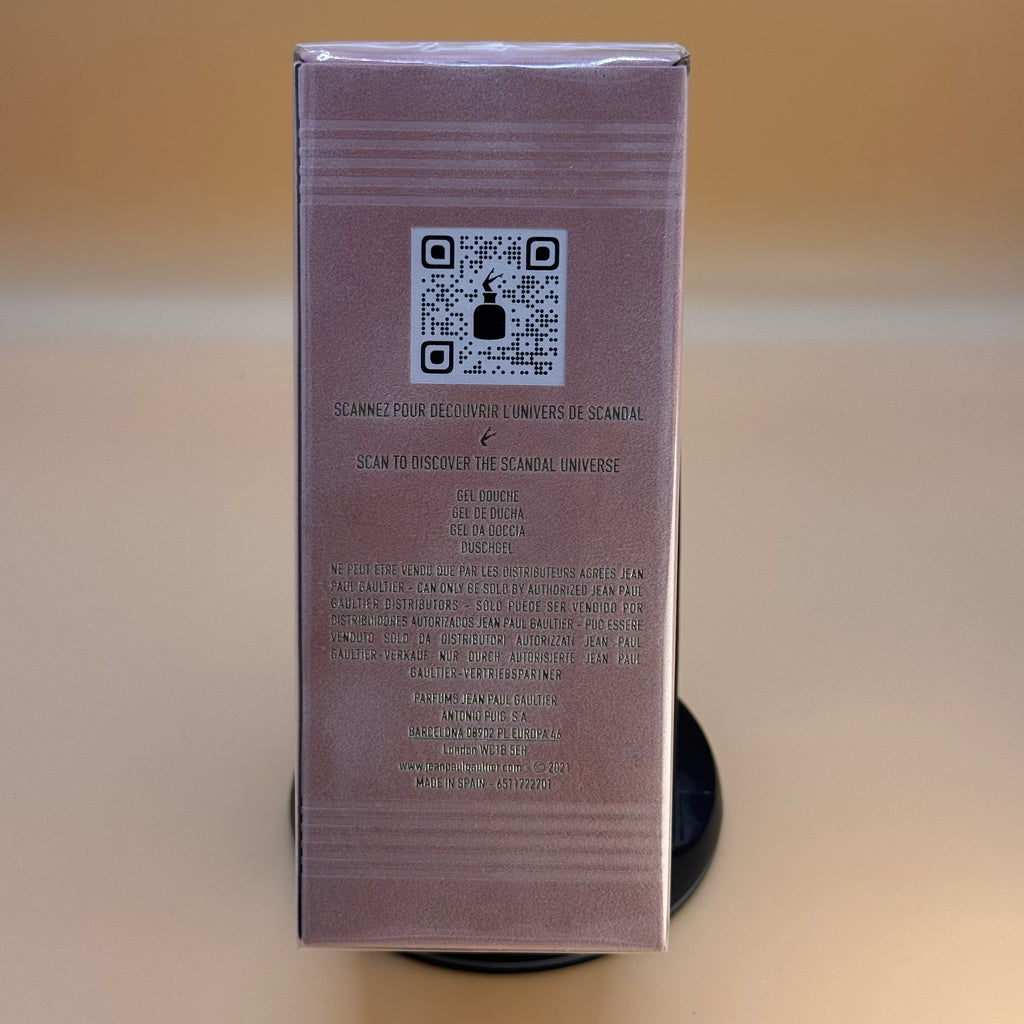 SCANNEZ POUR DÉCOUVRIR L'UNIVERS DE SCANDAL
SCAN TO DISCOVER THE SCANDAL UNIVERSE
GEL DOUCHE
GEL DE DUCHA
GEL DA DOCCIA
DUSCHGEL
NE PEUT ÊTRE VENDU QUE PAR LES DISTRIBUTEURS AGRÉÉS JEAN
PAUL GAULTIER - CAN ONLY BE SOLD BY AUTHORIZED JEAN PAUL
GAULTIER DISTRIBUTORS - SOLO PUEDE SER VENDIDO POR
DISTRIBUIDORES AUTORIZADOS JEAN PAUL GAULTIER - PUÒ ESSERE
VENDUTO SOLO DA DISTRIBUTORI AUTORIZZATI JEAN PAUL
GAULTIER-VERKAUF NUR DURCH AUTORISIERTE JEAN PAUL
GAULTIER-VERTRIEBSPARTNER
PARFUMS JEAN PAUL GAULTIER
ANTONIO PUIG, S.A.
BARCELONA 08902 PL EUROPA 46
London WC1B 5EH
www.jeanpaulgaultier.com - © 2021
MADE IN SPAIN - 6511722701